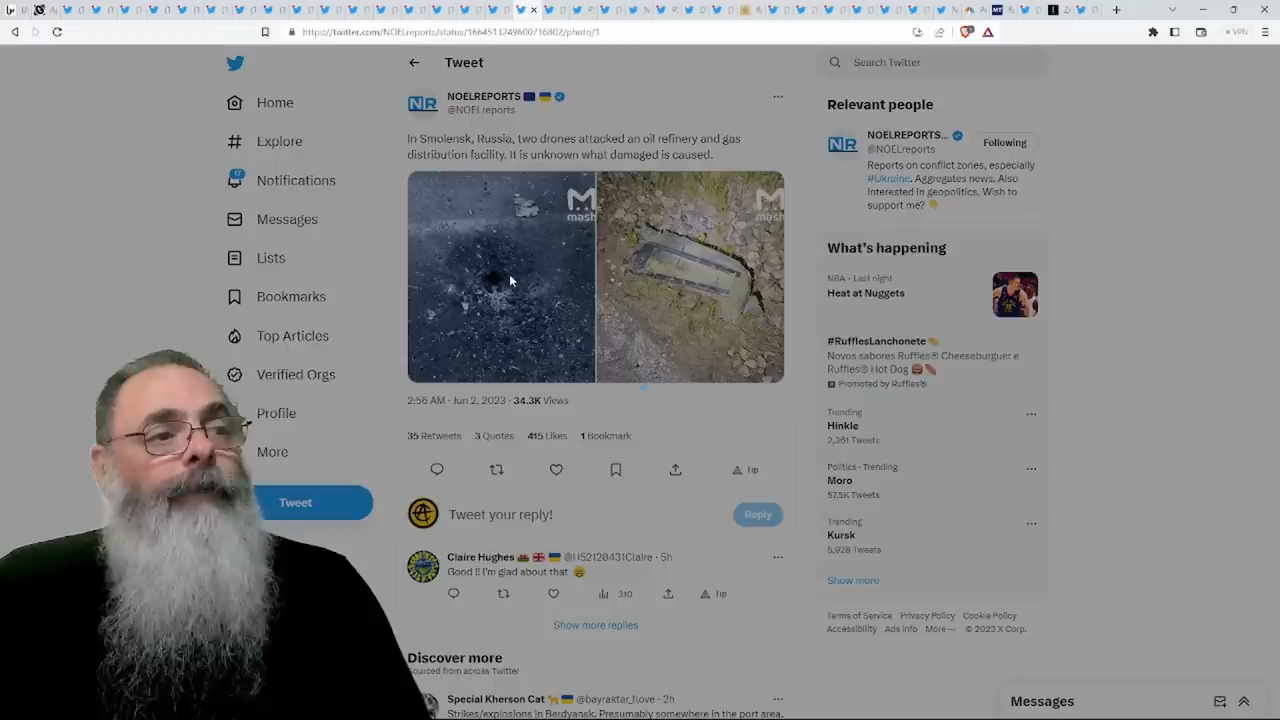 https://twitter.com/NOELreports/status/1664511249600716802/photo/1
VPN
Home
Explore
17
Notifications
Messages
Lists
Bookmarks
Top Articles
Verified Orgs
Profile
More
Tweet
Tweet
NR
NOELREPORTS
@NOELreports
In Smolensk, Russia, two drones attacked an oil refinery and gas
distribution facility. It is unknown what damaged is caused.
M
mash
M
mash
2:56 AM · Jun 2, 2023 · 34.3K Views
35 Retweets 3 Quotes 415 Likes 1 Bookmark
Tip
Tweet your reply!
Reply
Claire Hughes @H52120431Claire · 5h
Good !! I'm glad about that
310
Tip
Show more replies
Discover more
Sourced from across Twitter
Special Kherson Cat @bayraktar_1love · 2h
Strikes/explosions in Berdyansk. Presumably somewhere in the port area.
Search Twitter
Relevant people
NR
NOELREPORTS...
@NOELreports
Following
Reports on conflict zones, especially
#Ukraine. Aggregates news. Also
interested in geopolitics. Wish to
support me?
What's happening
NBA · Last night
Heat at Nuggets
#RufflesLanchonete
Novos sabores Ruffles® Cheeseburguer e
Ruffles® Hot Dog
Promoted by Ruffles®
Trending
Hinkle
2,361 Tweets
Politics · Trending
Moro
57.5K Tweets
Trending
Kursk
5,928 Tweets
Show more
Terms of Service Privacy Policy Cookie Policy
Accessibility Ads info More ··· © 2023 X Corp.
Messages